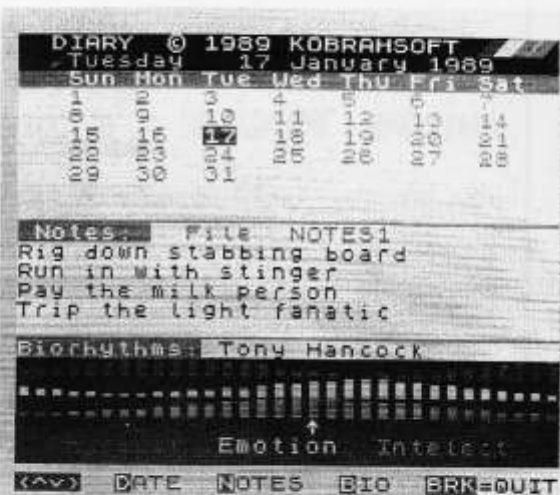 DIARY © 1989 KOBRAHSOFT
Tuesday 17 January 1989
Sun Mon Tue Wed Thu Fri Sat
1 2 3 4 5 6 7
8 9 10 11 12 13 14
15 16 17 18 19 20 21
22 23 24 25 26 27 28
29 30 31
Notes: File NOTES1
Rig down stabbing board
Run in with stinger
Pay the milk person
Trip the light fanatic
Biorhythms: Tony Hancock
↑
Emotion Intelect
<^v> DATE NOTES BIO BRK=QUIT